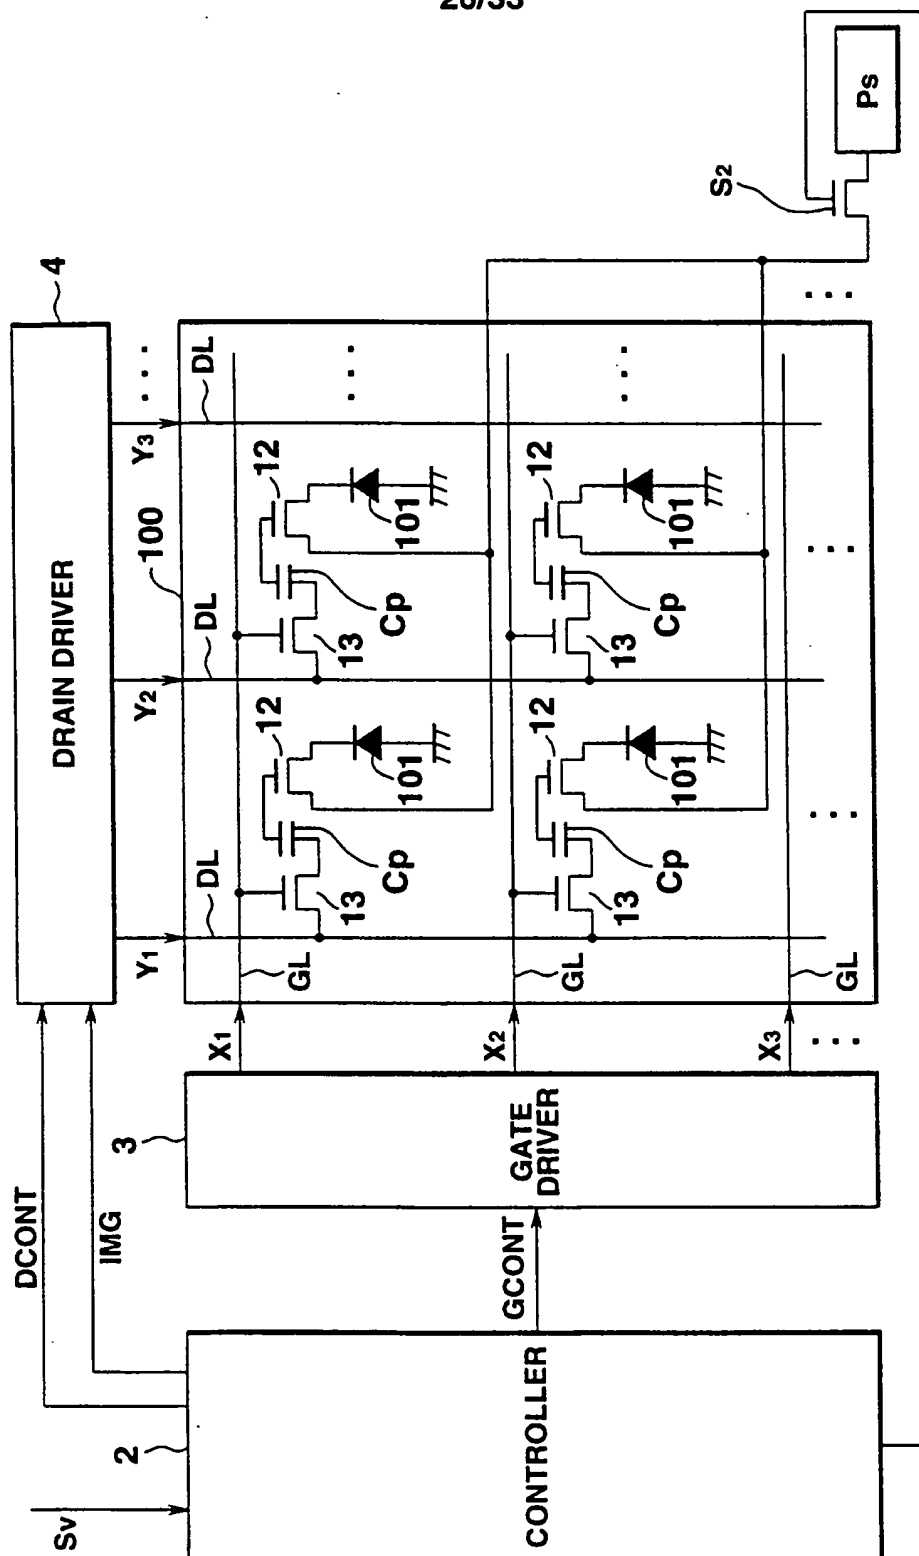 28/33
Ps
S2
4
DRAIN DRIVER
Y1
Y2
Y3
. . .
100
DL
DL
DL
12
12
101
101
Cp
Cp
13
13
GL
. . .
12
12
101
101
Cp
Cp
13
13
GL
. . .
GL
. . .
. . .
. . .
X1
X2
X3
. . .
3
GATE
DRIVER
DCONT
IMG
GCONT
2
CONTROLLER
Sv